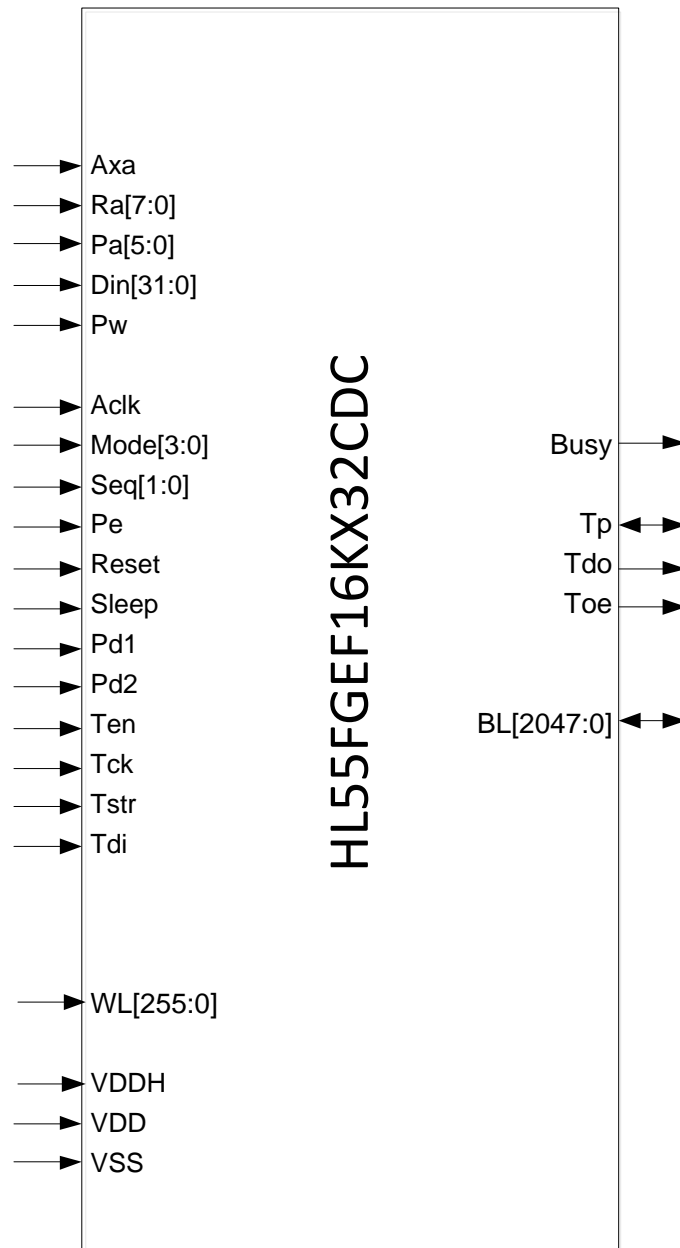 Axa
Ra[7:0]
Pa[5:0]
Din[31:0]
Pw
Aclk
Mode[3:0]
Seq[1:0]
Pe
Reset
Sleep
Pd1
Pd2
Ten
Tck
Tstr
Tdi
WL[255:0]
VDDH
VDD
VSS
HL55FGEF16KX32CDC
Busy
Tp
Tdo
Toe
BL[2047:0]